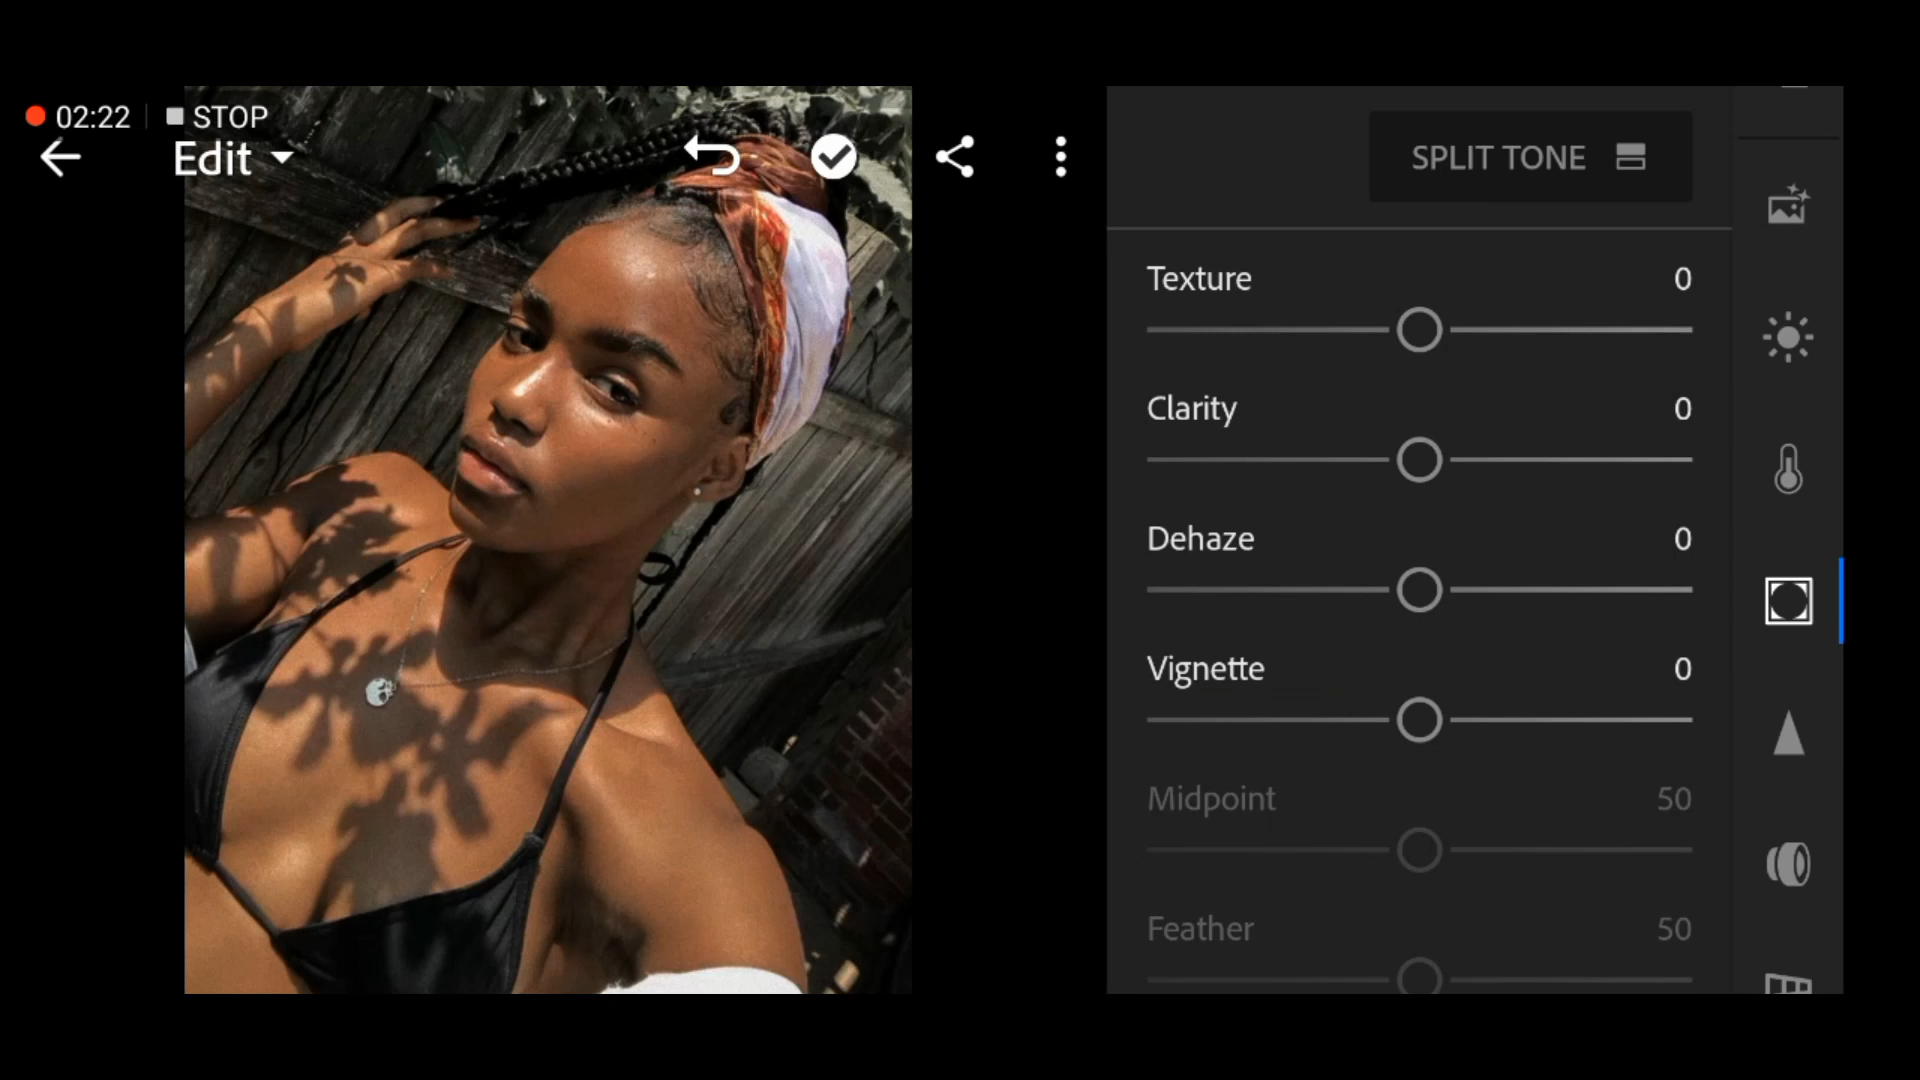 02:22 STOP
Edit
SPLIT TONE
Texture 0
Clarity 0
Dehaze 0
Vignette 0
Midpoint 50
Feather 50